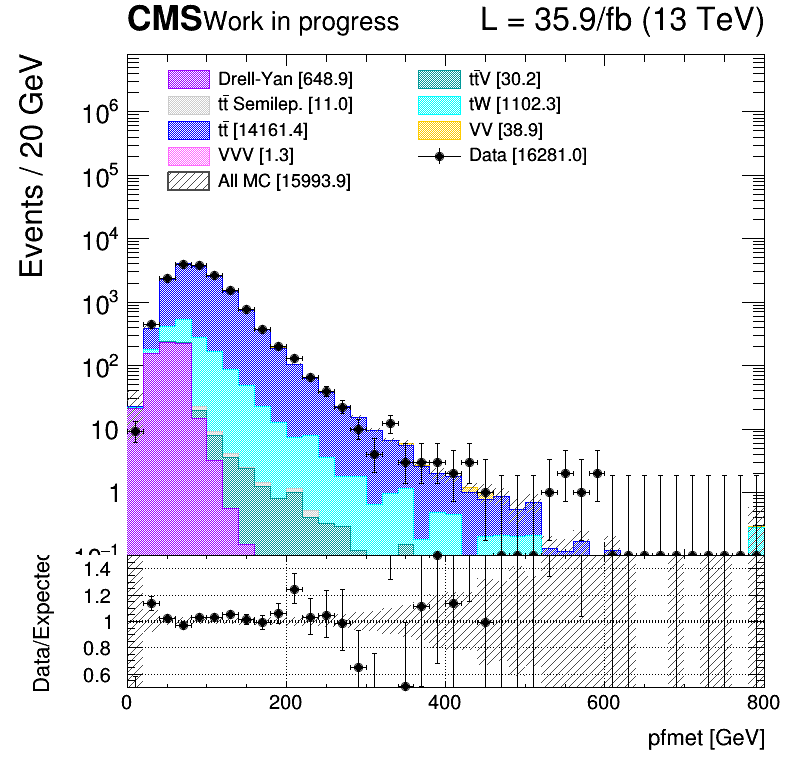 CMS Work in progress L = 35.9/fb (13 TeV)
Events / 20 GeV
Drell-Yan [648.9]
tt̄V [30.2]
tt̄ Semilep. [11.0]
tW [1102.3]
tt̄ [14161.4]
VV [38.9]
VVV [1.3]
Data [16281.0]
All MC [15993.9]
10⁶
10⁵
10⁴
10³
10²
10
1
10⁻¹
Data/Expected
1.4
1.2
1
0.8
0.6
0 200 400 600 800
pfmet [GeV]